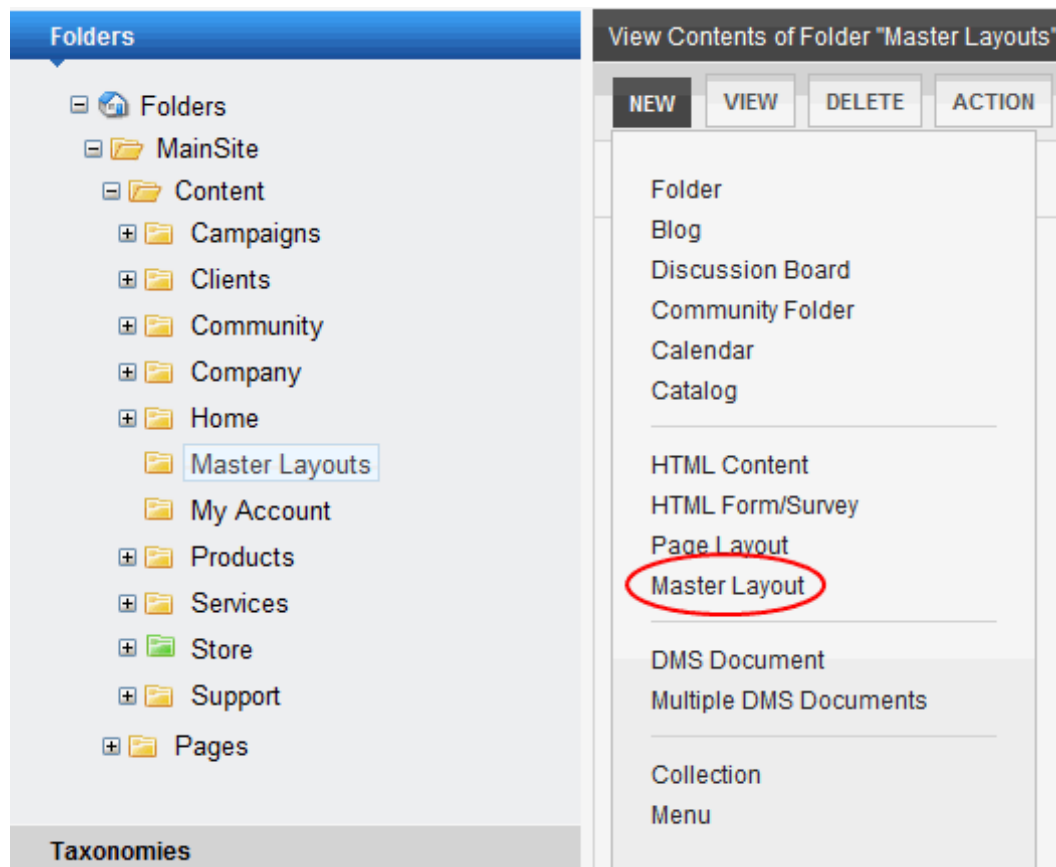 Folders
Folders
MainSite
Content
Campaigns
Clients
Community
Company
Home
Master Layouts
My Account
Products
Services
Store
Support
Pages
Taxonomies
View Contents of Folder "Master Layouts"
NEW VIEW DELETE ACTION
Folder
Blog
Discussion Board
Community Folder
Calendar
Catalog
HTML Content
HTML Form/Survey
Page Layout
Master Layout
DMS Document
Multiple DMS Documents
Collection
Menu